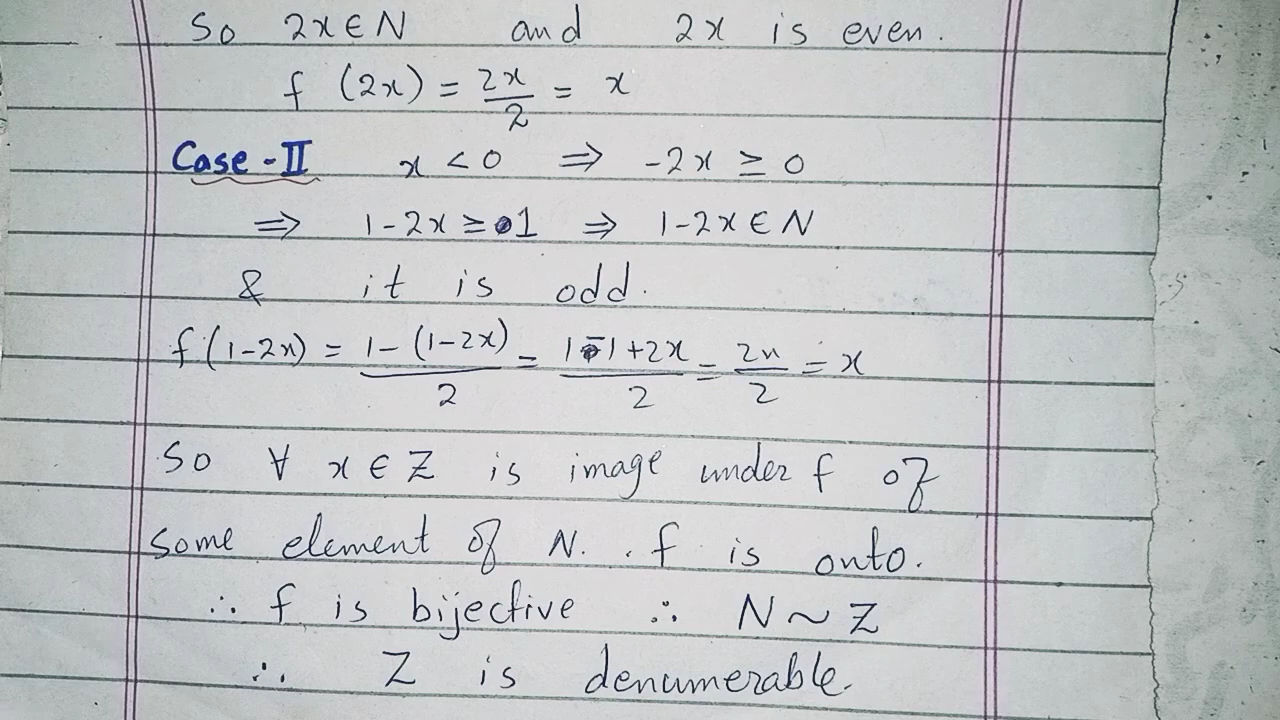 So 2x ∈ N and 2x is even.
f (2x) = 2x/2 = x
Case - II x < 0 ⇒ -2x ≥ 0
⇒ 1-2x ≥ 1 ⇒ 1-2x ∈ N
& it is odd.
f(1-2x) = 1-(1-2x)/2 = 1-1+2x/2 = 2x/2 = x
So ∀ x ∈ Z is image under f of
some element of N. . f is onto.
∴ f is bijective ∴ N ~ Z
∴ Z is denumerable.